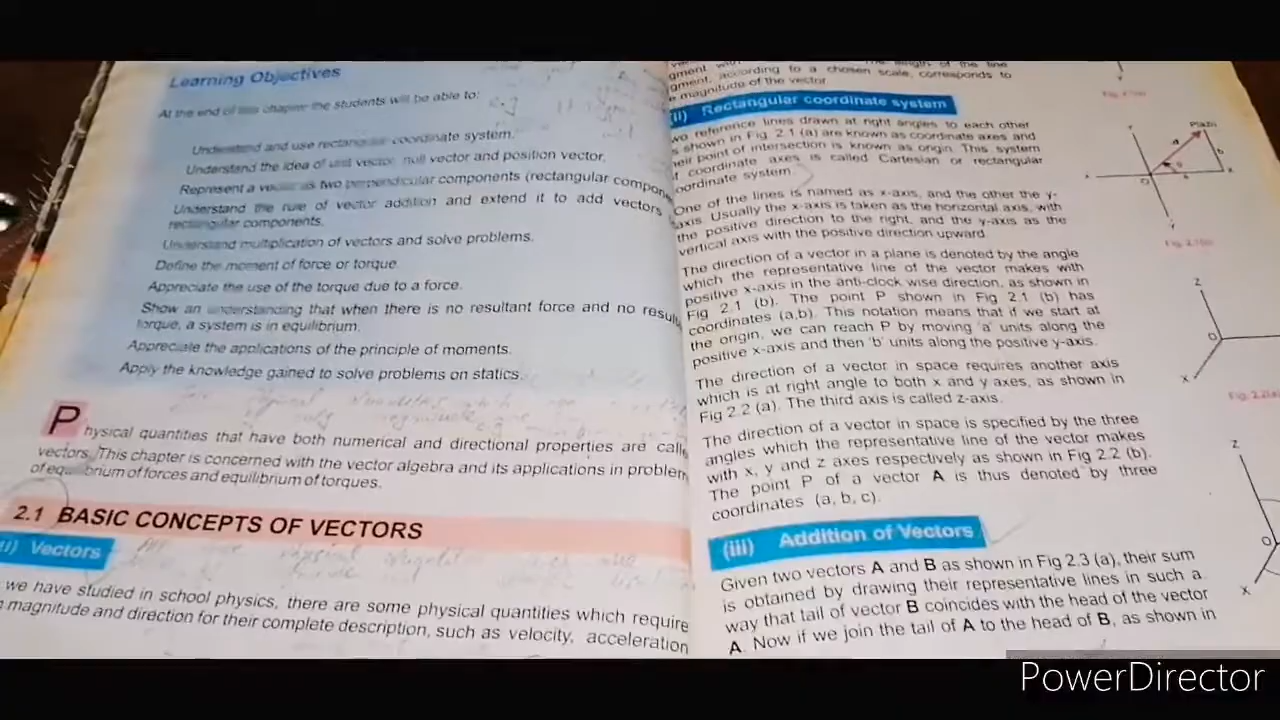 Learning Objectives
At the end of this chapter the students will be able to:
Understand and use rectangular coordinate system.
Understand the idea of unit vector, null vector and position vector.
Represent a vector as two perpendicular components (rectangular compone
Understand the rule of vector addition and extend it to add vectors
rectangular components.
Understand multiplication of vectors and solve problems.
Define the moment of force or torque.
Appreciate the use of the torque due to a force.
Show an understanding that when there is no resultant force and no resul
torque, a system is in equilibrium.
Appreciate the applications of the principle of moments.
Apply the knowledge gained to solve problems on statics.
Physical quantities that have both numerical and directional properties are calle
vectors. This chapter is concerned with the vector algebra and its applications in problem
of equilibrium of forces and equilibrium of torques.
2.1 BASIC CONCEPTS OF VECTORS
(i) Vectors
we have studied in school physics, there are some physical quantities which require
magnitude and direction for their complete description, such as velocity, acceleration
of the line
gment, according to a chosen scale, corresponds to
magnitude of the vector.
(ii) Rectangular coordinate system
wo reference lines drawn at right angles to each other
s shown in Fig. 2.1 (a) are known as coordinate axes and
heir point of intersection is known as origin. This system
f coordinate axes is called Cartesian or rectangular
oordinate system.
One of the lines is named as x-axis, and the other the y-
axis. Usually the x-axis is taken as the horizontal axis, with
the positive direction to the right, and the y-axis as the
vertical axis with the positive direction upward.
The direction of a vector in a plane is denoted by the angle
which the representative line of the vector makes with
positive x-axis in the anti-clock wise direction, as shown in
Fig 2.1 (b). The point P shown in Fig 2.1 (b) has
coordinates (a,b). This notation means that if we start at
the origin, we can reach P by moving 'a' units along the
positive x-axis and then 'b' units along the positive y-axis.
The direction of a vector in space requires another axis
which is at right angle to both x and y axes, as shown in
Fig 2.2 (a). The third axis is called z-axis.
The direction of a vector in space is specified by the three
angles which the representative line of the vector makes
with x, y and z axes respectively as shown in Fig 2.2 (b).
The point P of a vector A is thus denoted by three
coordinates (a, b, c).
(iii) Addition of Vectors
Given two vectors A and B as shown in Fig 2.3 (a), their sum
is obtained by drawing their representative lines in such a
way that tail of vector B coincides with the head of the vector
A. Now if we join the tail of A to the head of B, as shown in
Z
O
X
Z
O
X
PowerDirector